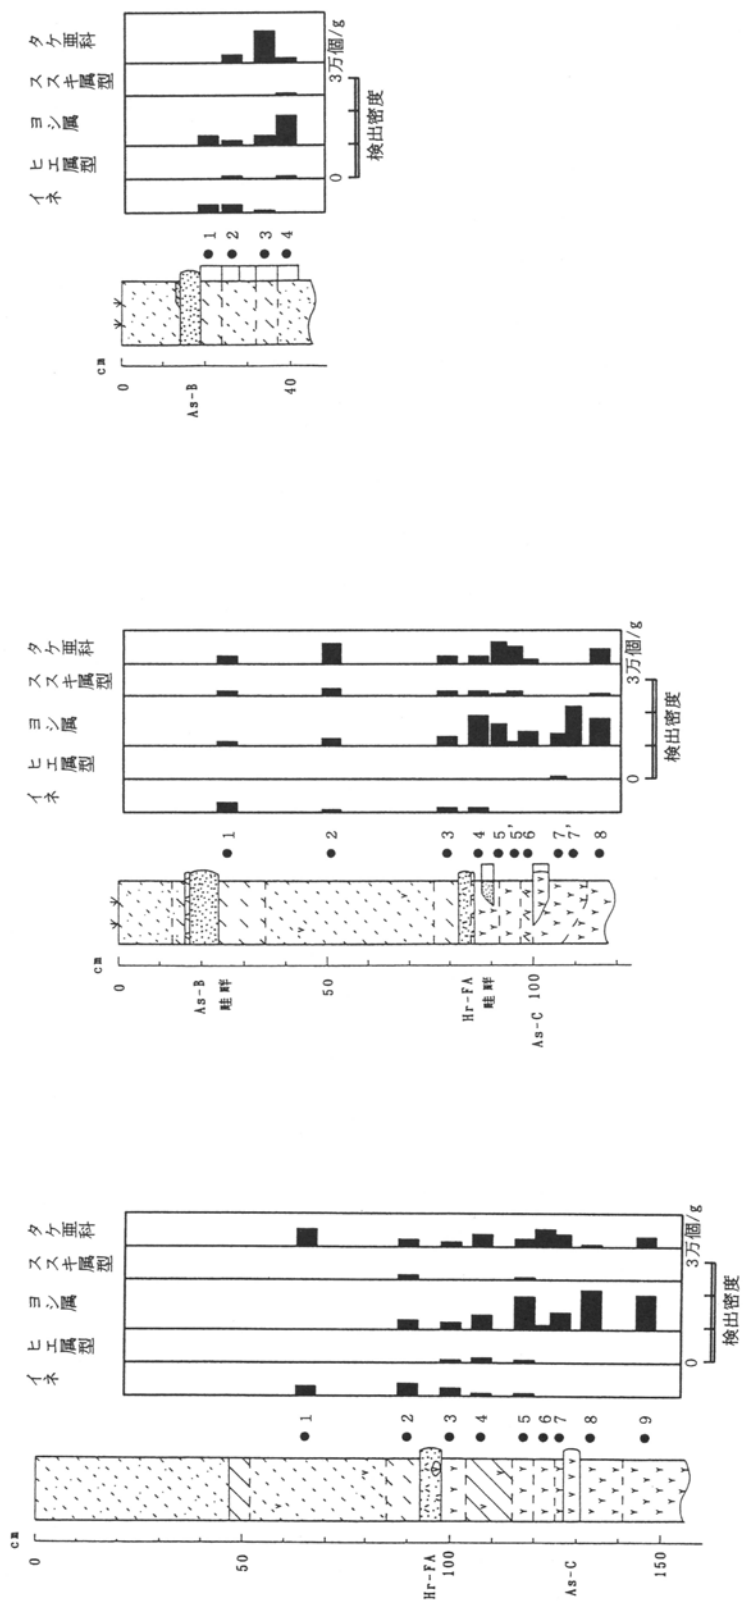 タケ亜科
ススキ属型
ヨシ属
ヒエ属型
イネ
3万個/g
検出密度
0
1
2
3
4
cm
0
As-B
40
タケ亜科
ススキ属型
ヨシ属
ヒエ属型
イネ
3万個/g
検出密度
0
1
2
3
4
5
5'
6
7
7'
8
cm
0
As-B
畦畔
50
Hr-FA
畦畔
As-C 100
タケ亜科
ススキ属型
ヨシ属
ヒエ属型
イネ
3万個/g
検出密度
0
1
2
3
4
5
6
7
8
9
cm
0
50
Hr-FA
100
As-C
150